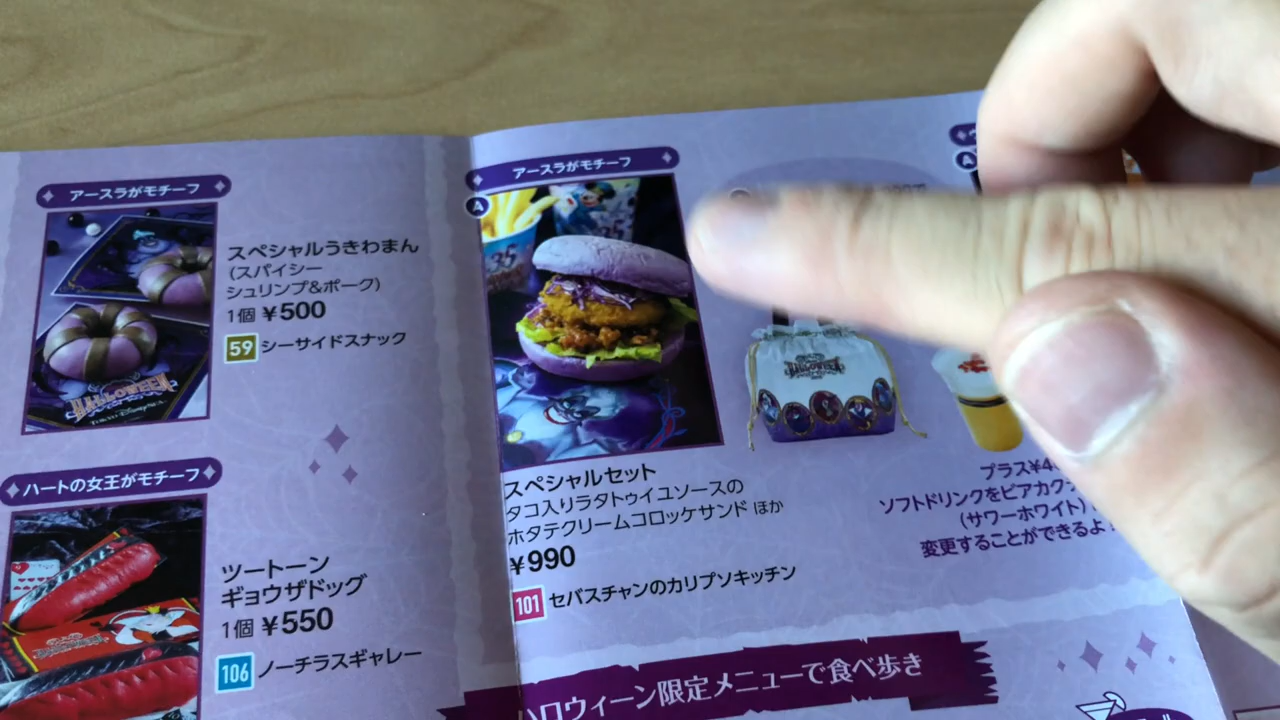 アースラがモチーフ
スペシャルうきわまん
(スパイシー
シュリンプ&ポーク)
1個 ¥500
59 シーサイドスナック
ハートの女王がモチーフ
ツートーン
ギョウザドッグ
1個 ¥550
106 ノーチラスギャレー
アースラがモチーフ
A
35
スペシャルセット
タコ入りラタトゥイユソースの
ホタテクリームコロッケサンド ほか
¥990
101 セバスチャンのカリプソキッチン
A
プラス¥4
ソフトドリンクをビアカクテ
(サワーホワイト)
変更することができるよ
ハロウィーン限定メニューで食べ歩き
HALLOWEEN
TOKYO DISNEYSEA